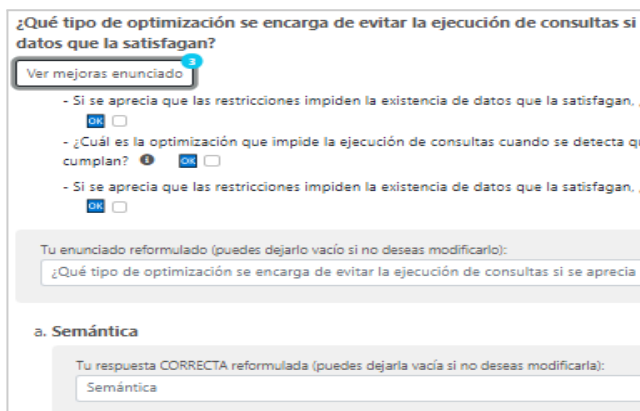 ¿Qué tipo de optimización se encarga de evitar la ejecución de consultas si
datos que la satisfagan?
Ver mejoras enunciado
3
- Si se aprecia que las restricciones impiden la existencia de datos que la satisfagan,
OK
- ¿Cuál es la optimización que impide la ejecución de consultas cuando se detecta
cumplan? OK
- Si se aprecia que las restricciones impiden la existencia de datos que la satisfagan,
OK
Tu enunciado reformulado (puedes dejarlo vacío si no deseas modificarlo):
¿Qué tipo de optimización se encarga de evitar la ejecución de consultas si se aprecia
a. Semántica
Tu respuesta CORRECTA reformulada (puedes dejarla vacía si no deseas modificarla):
Semántica